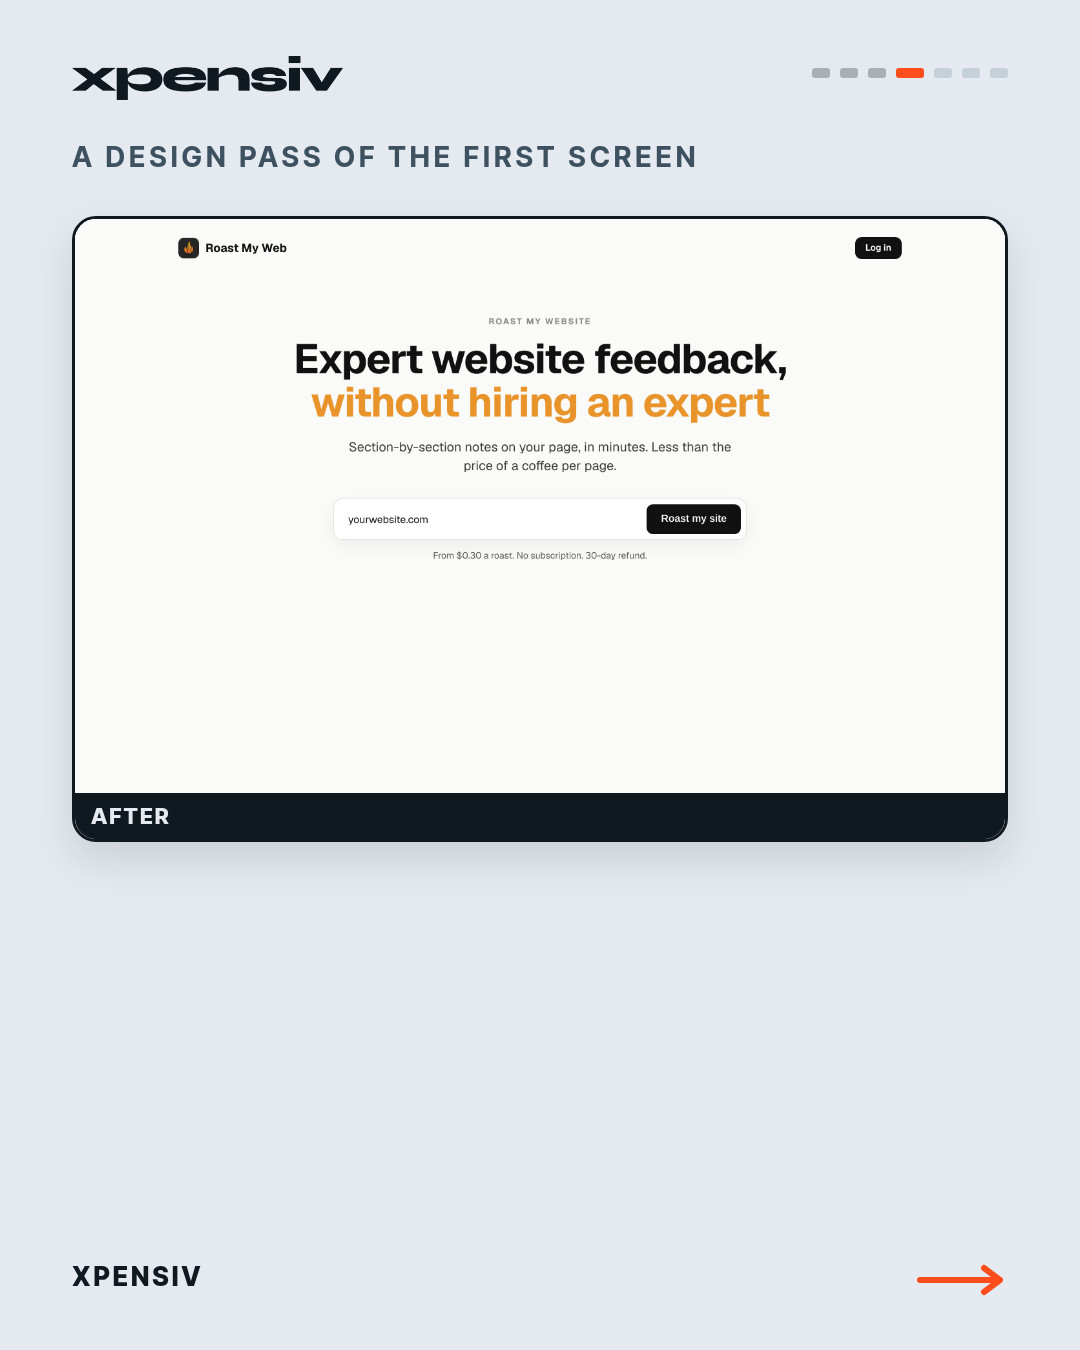 xpensiv
A DESIGN PASS OF THE FIRST SCREEN
Roast My Web
Log in
ROAST MY WEBSITE
Expert website feedback,
without hiring an expert
Section-by-section notes on your page, in minutes. Less than the
price of a coffee per page.
yourwebsite.com
Roast my site
From $0.30 a roast. No subscription. 30-day refund.
AFTER
XPENSIV